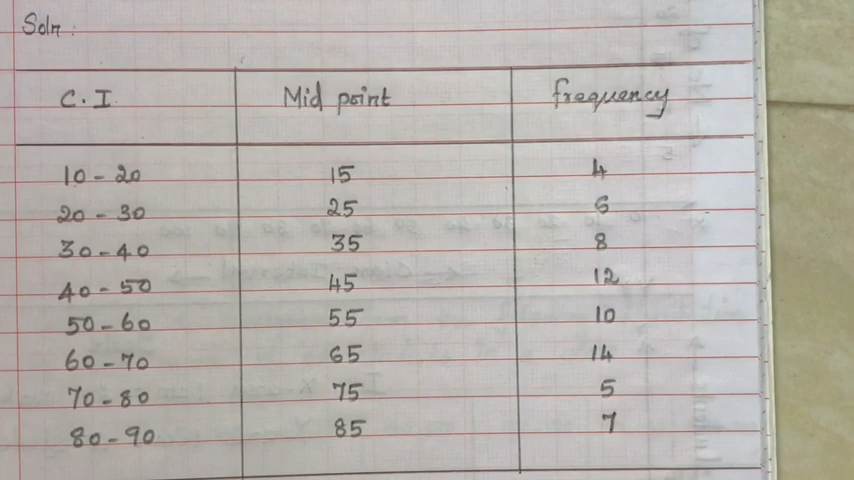 Soln :
C. I. Mid point frequency
10 - 20 15 4
20 - 30 25 6
30 - 40 35 8
40 - 50 45 12
50 - 60 55 10
60 - 70 65 14
70 - 80 75 5
80 - 90 85 7